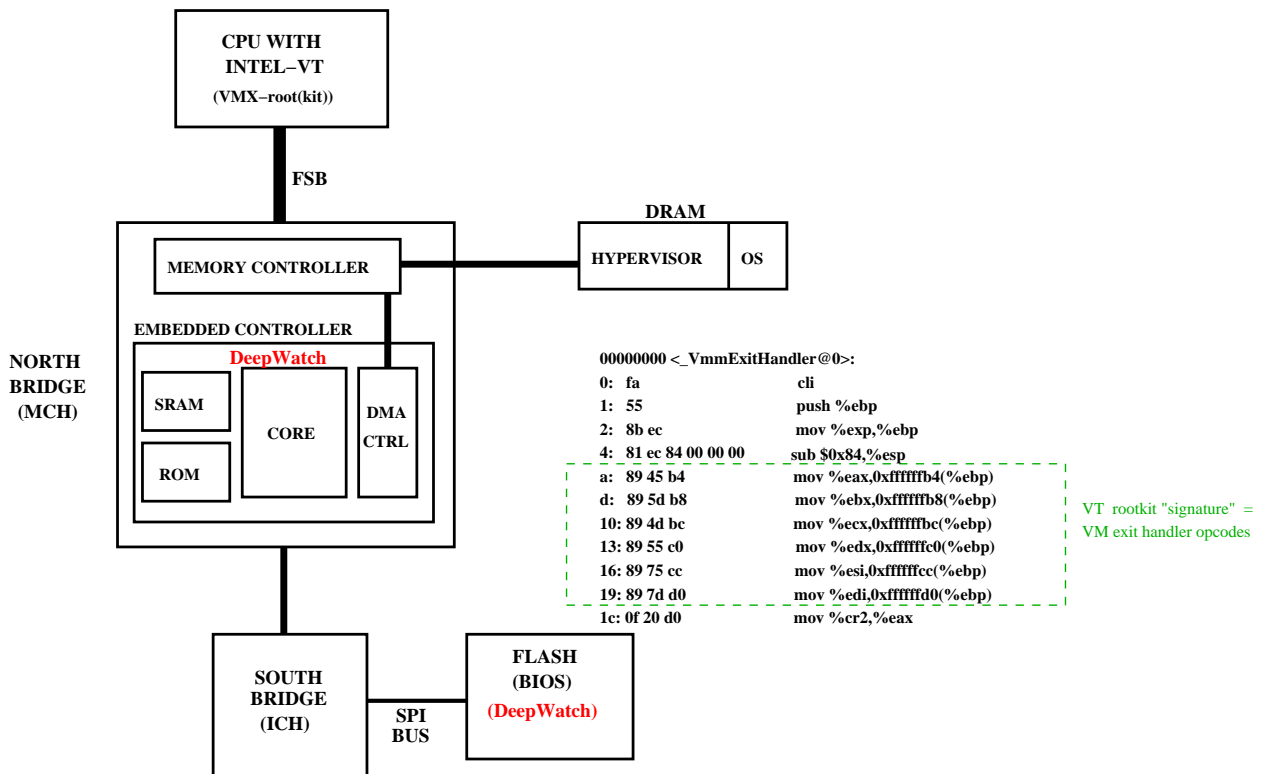 CPU WITH
INTEL−VT
(VMX−root(kit))
FSB
DRAM
HYPERVISOR
OS
MEMORY CONTROLLER
EMBEDDED CONTROLLER
DeepWatch
SRAM
ROM
CORE
DMA
CTRL
NORTH
BRIDGE
(MCH)
00000000 <_VmmExitHandler@0>:
0: fa cli
1: 55 push %ebp
2: 8b ec mov %exp,%ebp
4: 81 ec 84 00 00 00 sub $0x84,%esp
a: 89 45 b4 mov %eax,0xffffffb4(%ebp)
d: 89 5d b8 mov %ebx,0xffffffb8(%ebp)
10: 89 4d bc mov %ecx,0xffffffbc(%ebp)
13: 89 55 c0 mov %edx,0xffffffc0(%ebp)
16: 89 75 cc mov %esi,0xffffffcc(%ebp)
19: 89 7d d0 mov %edi,0xffffffd0(%ebp)
1c: 0f 20 d0 mov %cr2,%eax
VT rootkit "signature" =
VM exit handler opcodes
SOUTH
BRIDGE
(ICH)
SPI
BUS
FLASH
(BIOS)
(DeepWatch)